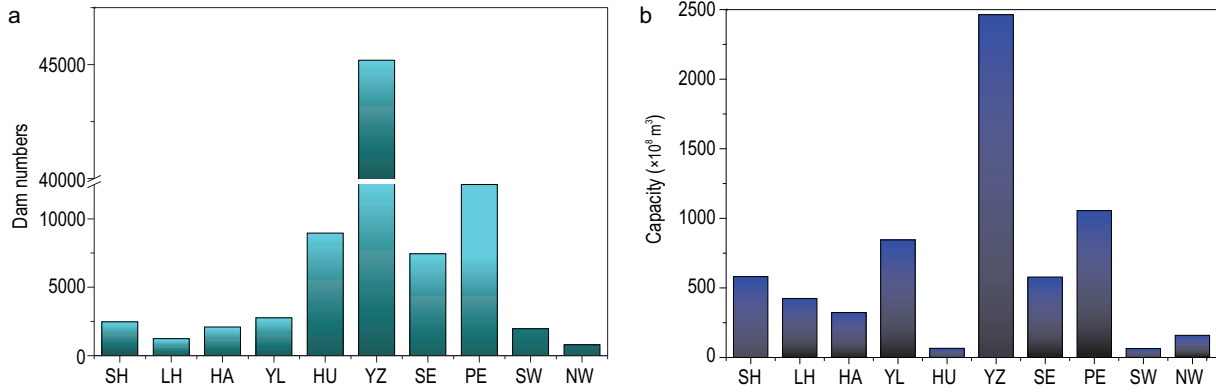 a
Dam numbers
45000
40000
10000
5000
0
SH LH HA YL HU YZ SE PE SW NW
b
Capacity (×10⁸ m³)
2500
2000
1500
1000
500
0
SH LH HA YL HU YZ SE PE SW NW